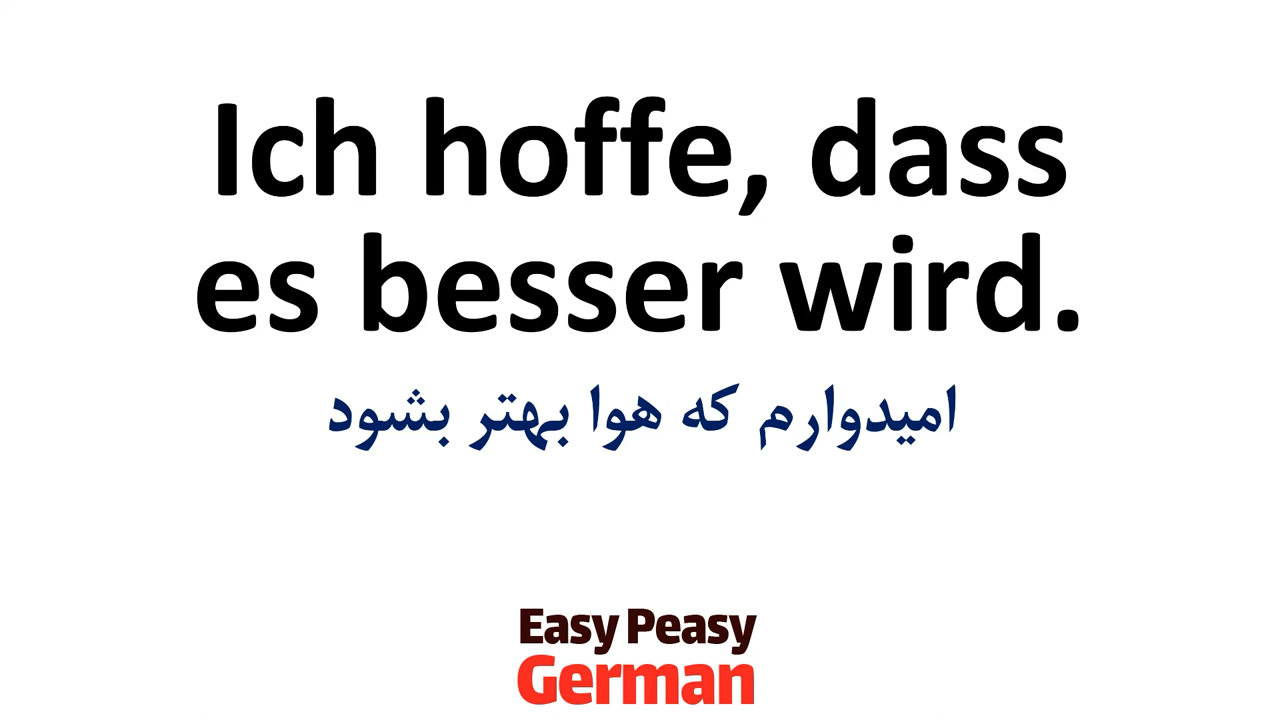 Ich hoffe, dass
es besser wird.
امیدوارم که هوا بهتر بشود
Easy Peasy
German